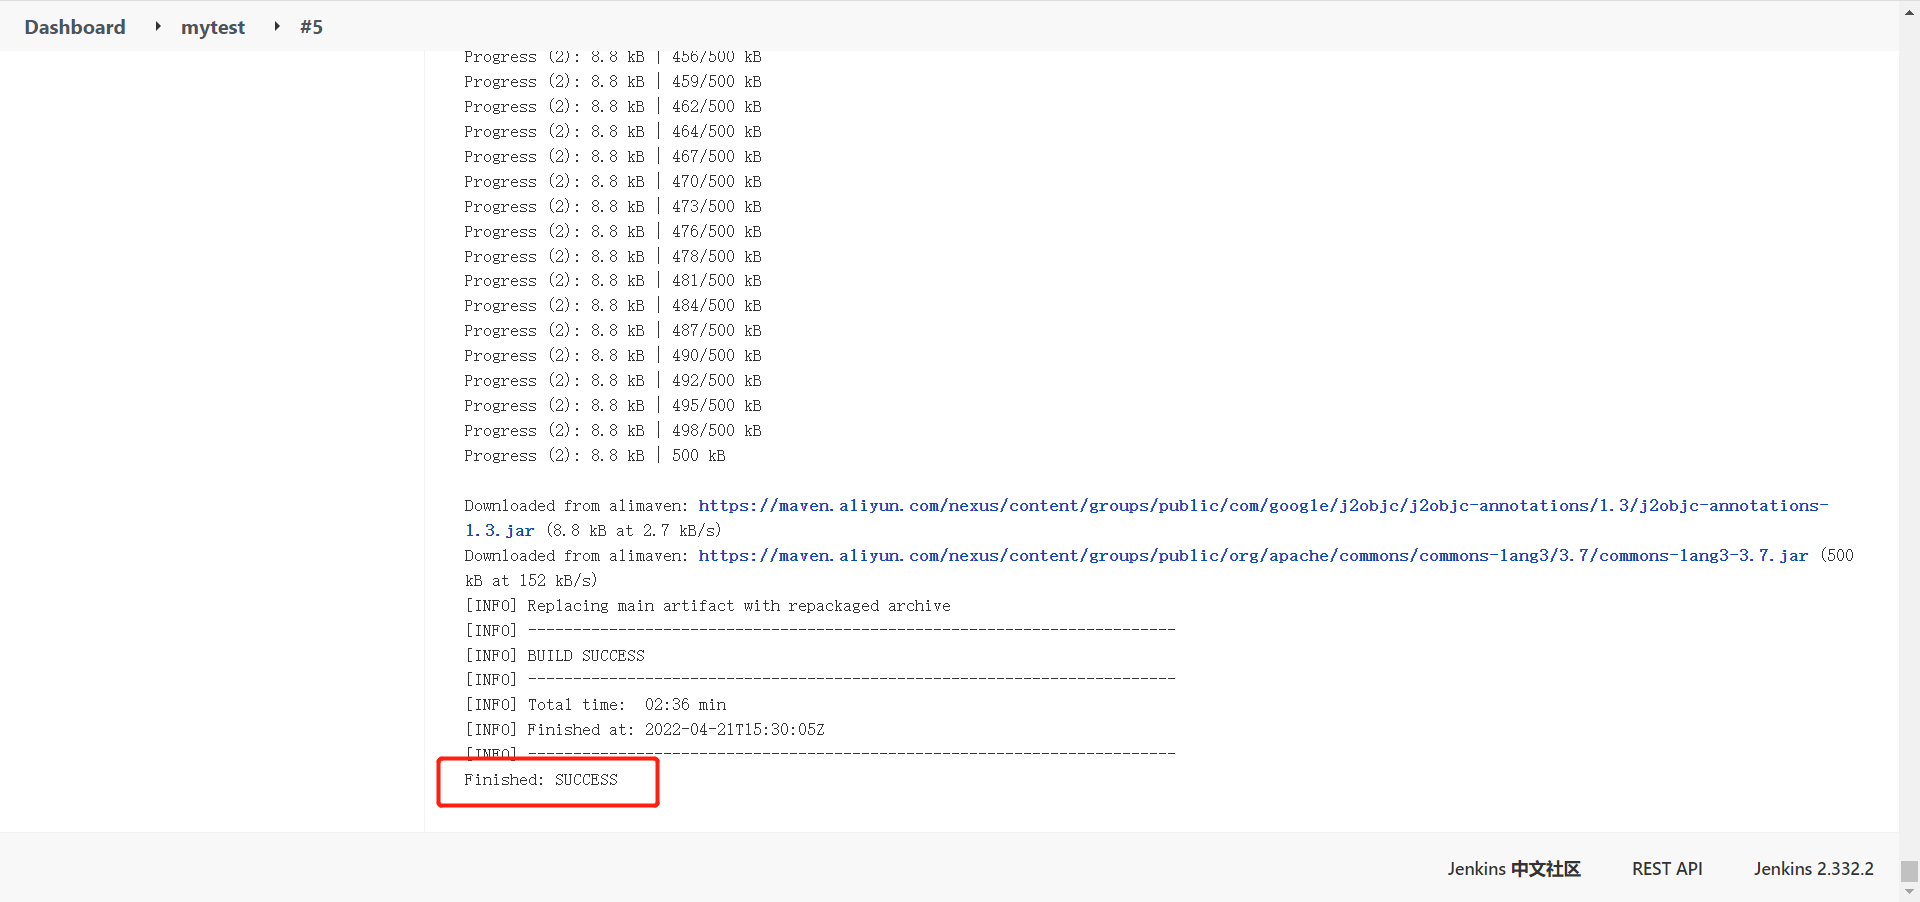 Dashboard mytest #5
Progress (2): 8.8 kB | 456/500 kB
Progress (2): 8.8 kB | 459/500 kB
Progress (2): 8.8 kB | 462/500 kB
Progress (2): 8.8 kB | 464/500 kB
Progress (2): 8.8 kB | 467/500 kB
Progress (2): 8.8 kB | 470/500 kB
Progress (2): 8.8 kB | 473/500 kB
Progress (2): 8.8 kB | 476/500 kB
Progress (2): 8.8 kB | 478/500 kB
Progress (2): 8.8 kB | 481/500 kB
Progress (2): 8.8 kB | 484/500 kB
Progress (2): 8.8 kB | 487/500 kB
Progress (2): 8.8 kB | 490/500 kB
Progress (2): 8.8 kB | 492/500 kB
Progress (2): 8.8 kB | 495/500 kB
Progress (2): 8.8 kB | 498/500 kB
Progress (2): 8.8 kB | 500 kB
Downloaded from alimaven: https://maven.aliyun.com/nexus/content/groups/public/com/google/j2objc/j2objc-annotations/1.3/j2objc-annotations-
1.3.jar (8.8 kB at 2.7 kB/s)
Downloaded from alimaven: https://maven.aliyun.com/nexus/content/groups/public/org/apache/commons/commons-lang3/3.7/commons-lang3-3.7.jar (500
kB at 152 kB/s)
[INFO] Replacing main artifact with repackaged archive
[INFO] ------------------------------------------------------------------------
[INFO] BUILD SUCCESS
[INFO] ------------------------------------------------------------------------
[INFO] Total time:  02:36 min
[INFO] Finished at: 2022-04-21T15:30:05Z
[INFO] ------------------------------------------------------------------------
Finished: SUCCESS
Jenkins 中文社区 REST API Jenkins 2.332.2